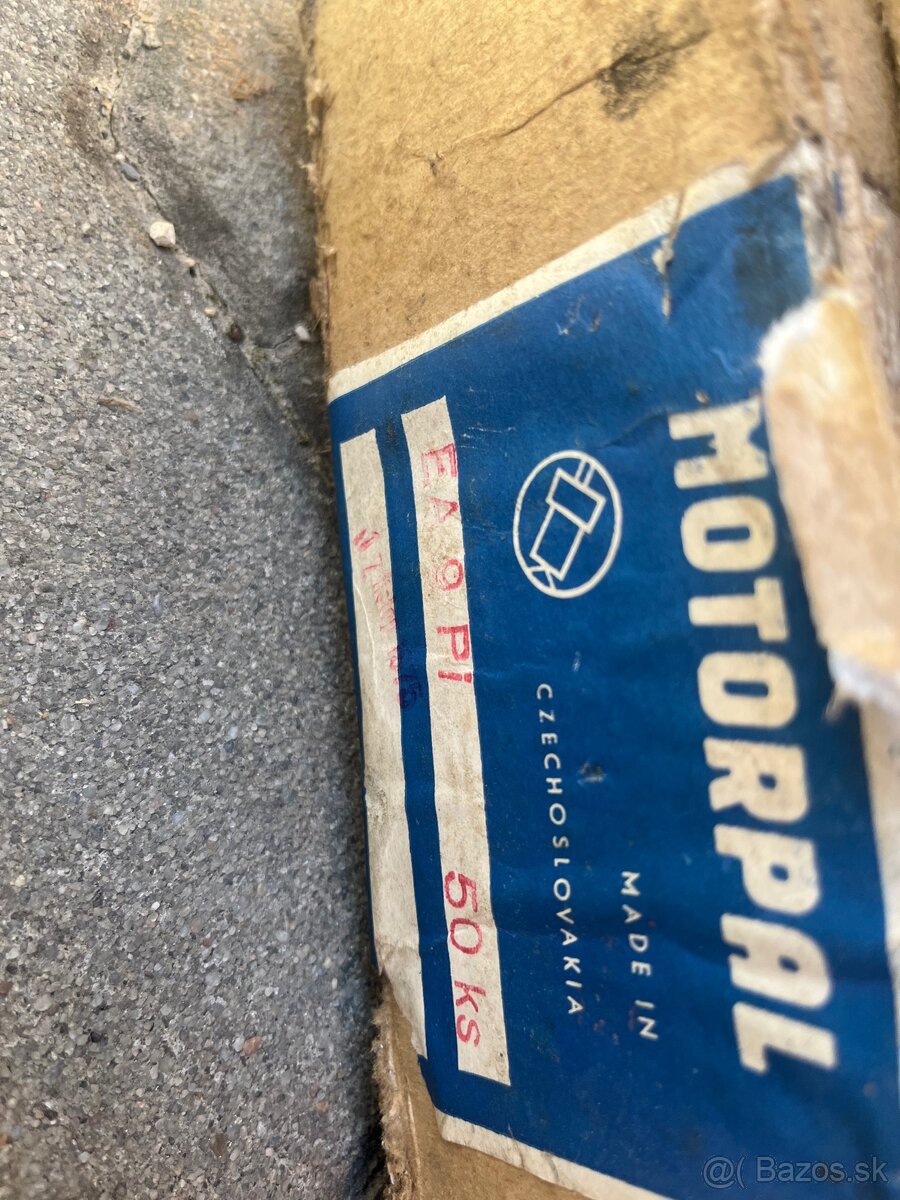 MOTORPAL
MADE IN
CZECHOSLOVAKIA
50 ks
@( Bazos.sk